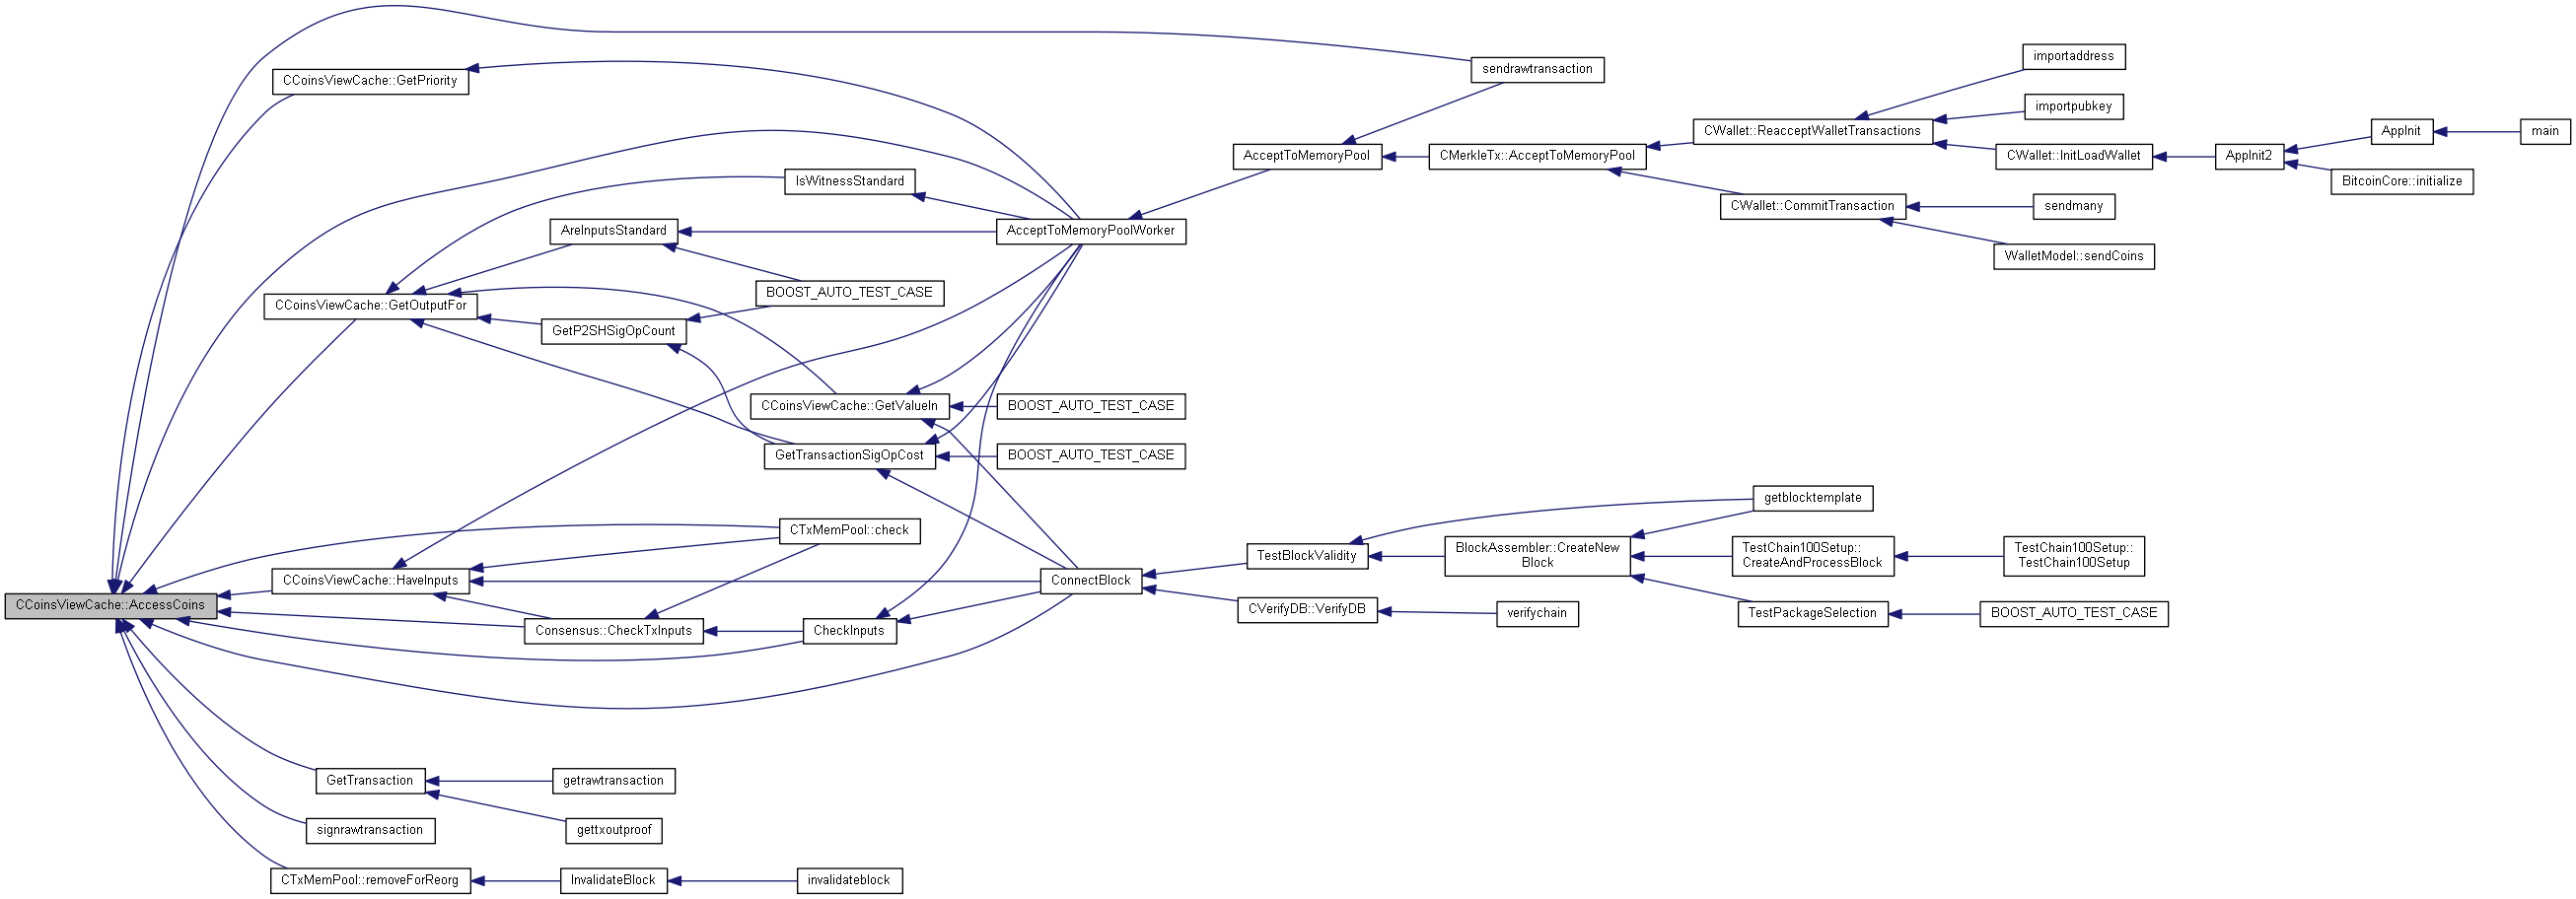 CCoinsViewCache::AccessCoins
CCoinsViewCache::GetPriority
CCoinsViewCache::GetOutputFor
CCoinsViewCache::HaveInputs
GetTransaction
signrawtransaction
CTxMemPool::removeForReorg
IsWitnessStandard
AreInputsStandard
BOOST_AUTO_TEST_CASE
GetP2SHSigOpCount
CCoinsViewCache::GetValueIn
GetTransactionSigOpCost
CTxMemPool::check
Consensus::CheckTxInputs
CheckInputs
getrawtransaction
gettxoutproof
InvalidateBlock
invalidateblock
AcceptToMemoryPoolWorker
BOOST_AUTO_TEST_CASE
BOOST_AUTO_TEST_CASE
ConnectBlock
sendrawtransaction
AcceptToMemoryPool
CMerkleTx::AcceptToMemoryPool
CWallet::ReacceptWalletTransactions
CWallet::CommitTransaction
importaddress
importpubkey
CWallet::InitLoadWallet
sendmany
WalletModel::sendCoins
AppInit2
AppInit
main
BitcoinCore::initialize
TestBlockValidity
CVerifyDB::VerifyDB
verifychain
BlockAssembler::CreateNew
Block
getblocktemplate
TestChain100Setup::
CreateAndProcessBlock
TestPackageSelection
TestChain100Setup::
TestChain100Setup
BOOST_AUTO_TEST_CASE